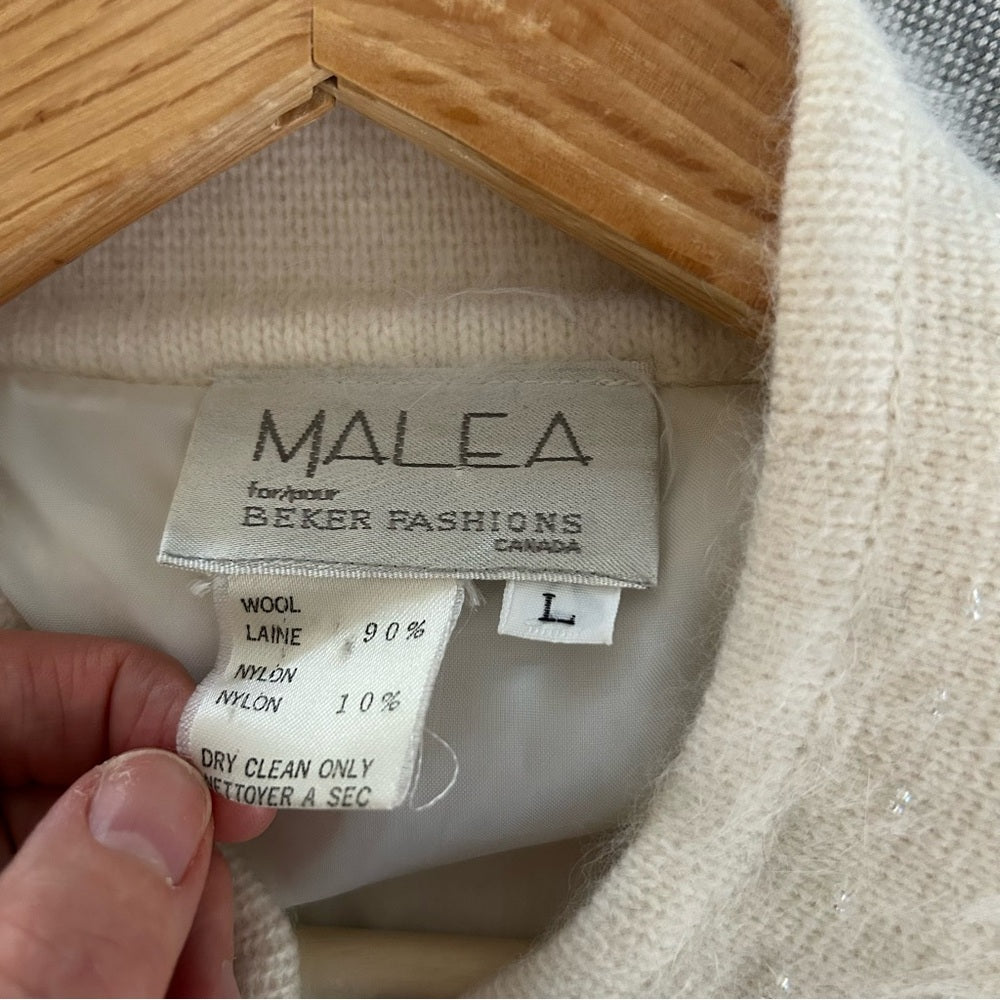 MALEA
for/pour
BEKER FASHIONS
CANADA
L
WOOL
LAINE 90%
NYLON
NYLON 10%
DRY CLEAN ONLY
NETTOYER A SEC